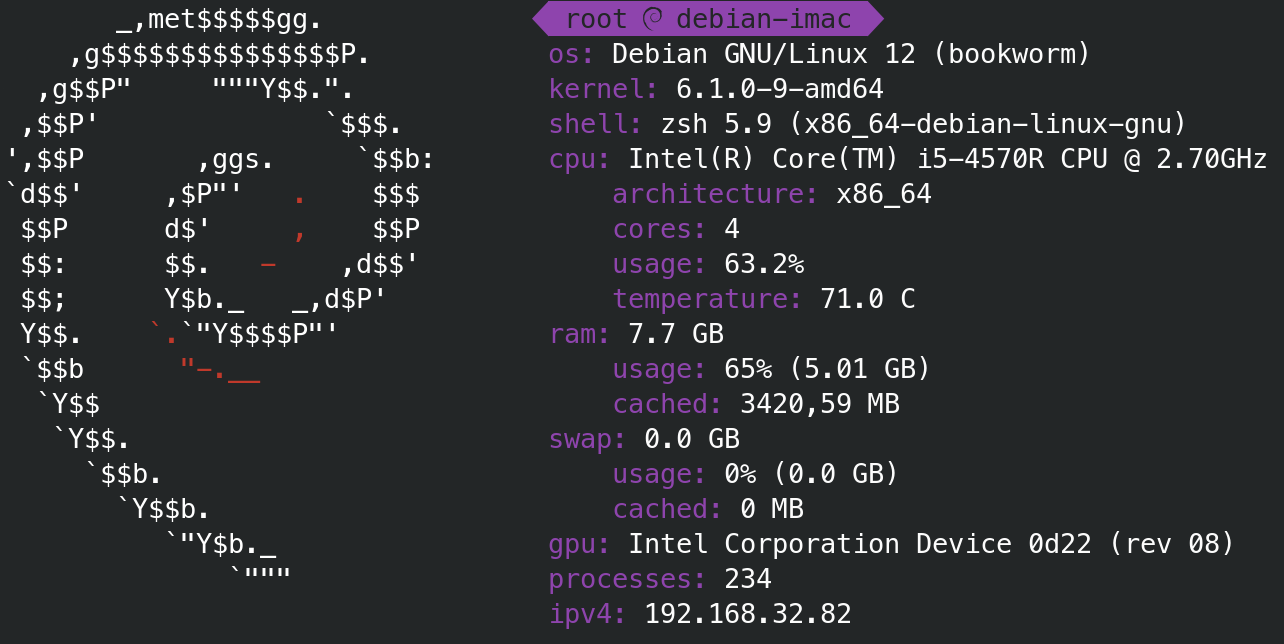 root debian-imac
os: Debian GNU/Linux 12 (bookworm)
kernel: 6.1.0-9-amd64
shell: zsh 5.9 (x86_64-debian-linux-gnu)
cpu: Intel(R) Core(TM) i5-4570R CPU @ 2.70GHz
architecture: x86_64
cores: 4
usage: 63.2%
temperature: 71.0 C
ram: 7.7 GB
usage: 65% (5.01 GB)
cached: 3420,59 MB
swap: 0.0 GB
usage: 0% (0.0 GB)
cached: 0 MB
gpu: Intel Corporation Device 0d22 (rev 08)
processes: 234
ipv4: 192.168.32.82